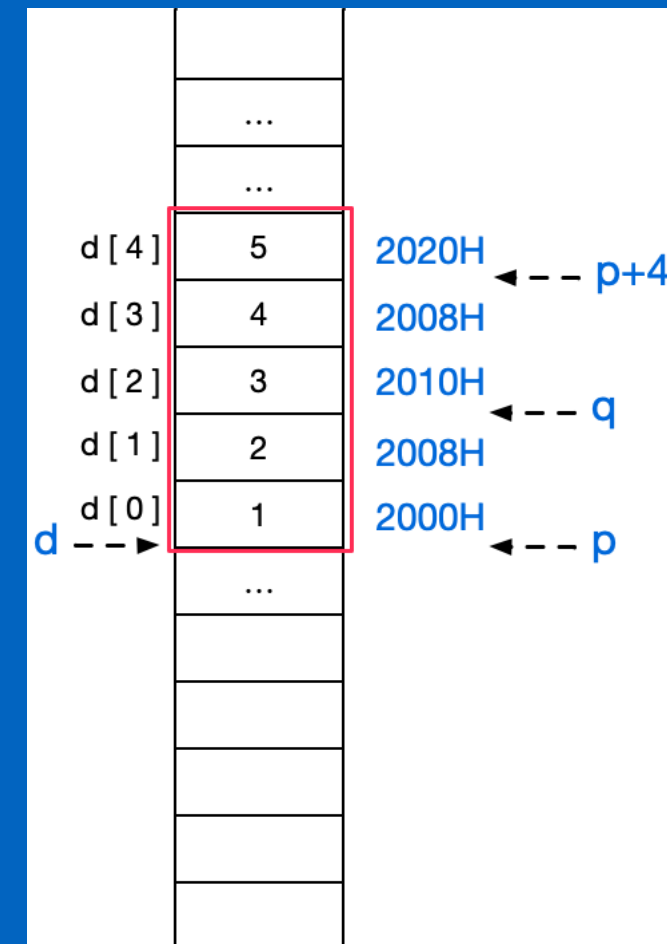 ...
...
d[4] 5 2020H
p+4
d[3] 4 2008H
d[2] 3 2010H
q
d[1] 2 2008H
d[0] 1 2000H
d p
...